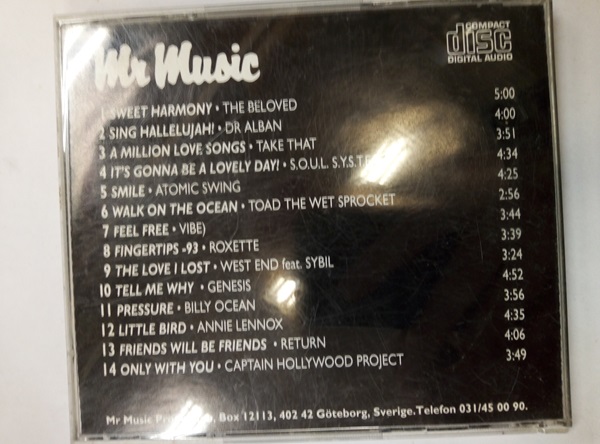 Mr Music
COMPACT
disc
DIGITAL AUDIO
1 SWEET HARMONY • THE BELOVED 5:00
2 SING HALLELUJAH! • DR ALBAN 4:00
3 A MILLION LOVE SONGS • TAKE THAT 3:51
4 IT'S GONNA BE A LOVELY DAY! • S.O.U.L. S.Y.S.T.E 4:34
5 SMILE • ATOMIC SWING 4:25
6 WALK ON THE OCEAN • TOAD THE WET SPROCKET 2:56
7 FEEL FREE • VIBE) 3:44
8 FINGERTIPS -93 • ROXETTE 3:39
9 THE LOVE I LOST • WEST END feat. SYBIL 3:24
10 TELL ME WHY • GENESIS 4:52
11 PRESSURE • BILLY OCEAN 3:56
12 LITTLE BIRD • ANNIE LENNOX 4:35
13 FRIENDS WILL BE FRIENDS • RETURN 4:06
14 ONLY WITH YOU • CAPTAIN HOLLYWOOD PROJECT 3:49
Mr Music Box 12113, 402 42 Göteborg, Sverige. Telefon 031/45 00 90.